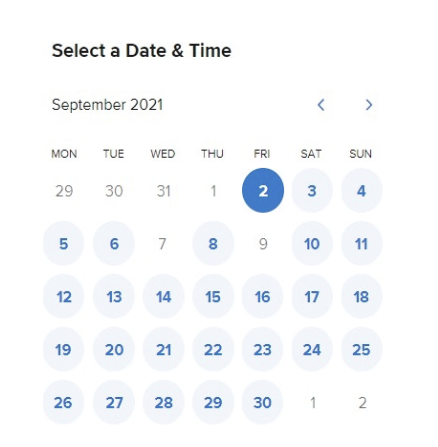 Select a Date & Time
September 2021
MON TUE WED THU FRI SAT SUN
29 30 31 1 2 3 4
5 6 7 8 9 10 11
12 13 14 15 16 17 18
19 20 21 22 23 24 25
26 27 28 29 30 1 2